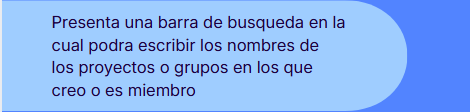 Presenta una barra de busqueda en la
cual podra escribir los nombres de
los proyectos o grupos en los que
creo o es miembro